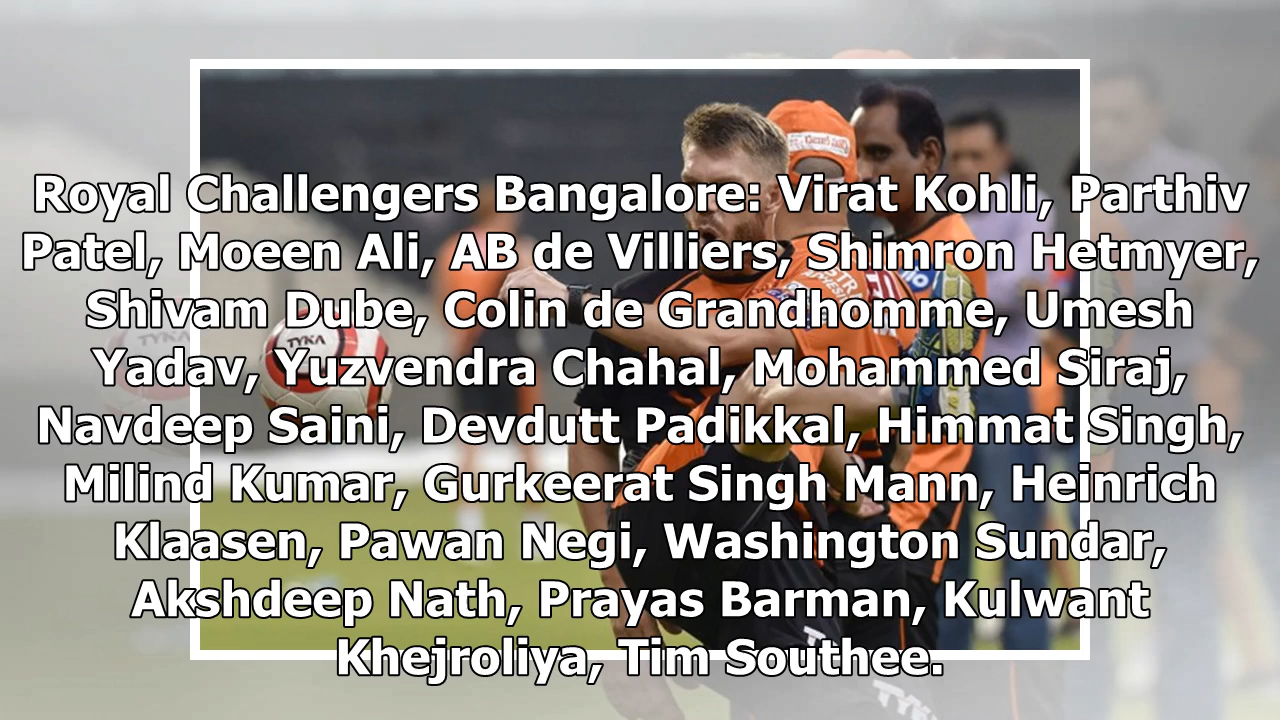 Royal Challengers Bangalore: Virat Kohli, Parthiv
Patel, Moeen Ali, AB de Villiers, Shimron Hetmyer,
Shivam Dube, Colin de Grandhomme, Umesh
Yadav, Yuzvendra Chahal, Mohammed Siraj,
Navdeep Saini, Devdutt Padikkal, Himmat Singh,
Milind Kumar, Gurkeerat Singh Mann, Heinrich
Klaasen, Pawan Negi, Washington Sundar,
Akshdeep Nath, Prayas Barman, Kulwant
Khejroliya, Tim Southee.
TYKA
TYKA